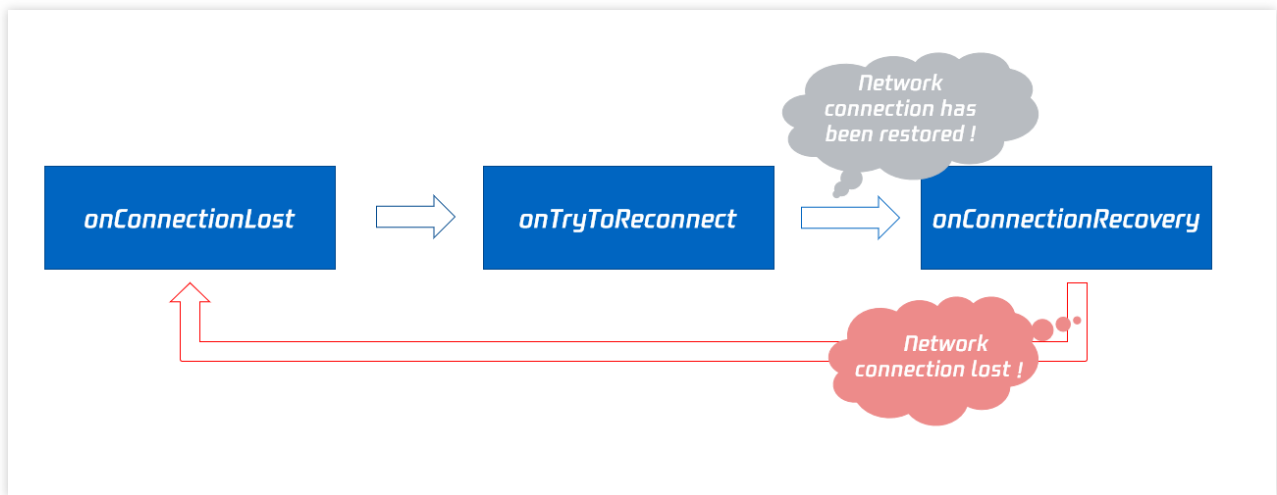 Network
connection has
been restored !
onConnectionLost
onTryToReconnect
onConnectionRecovery
Network
connection lost !